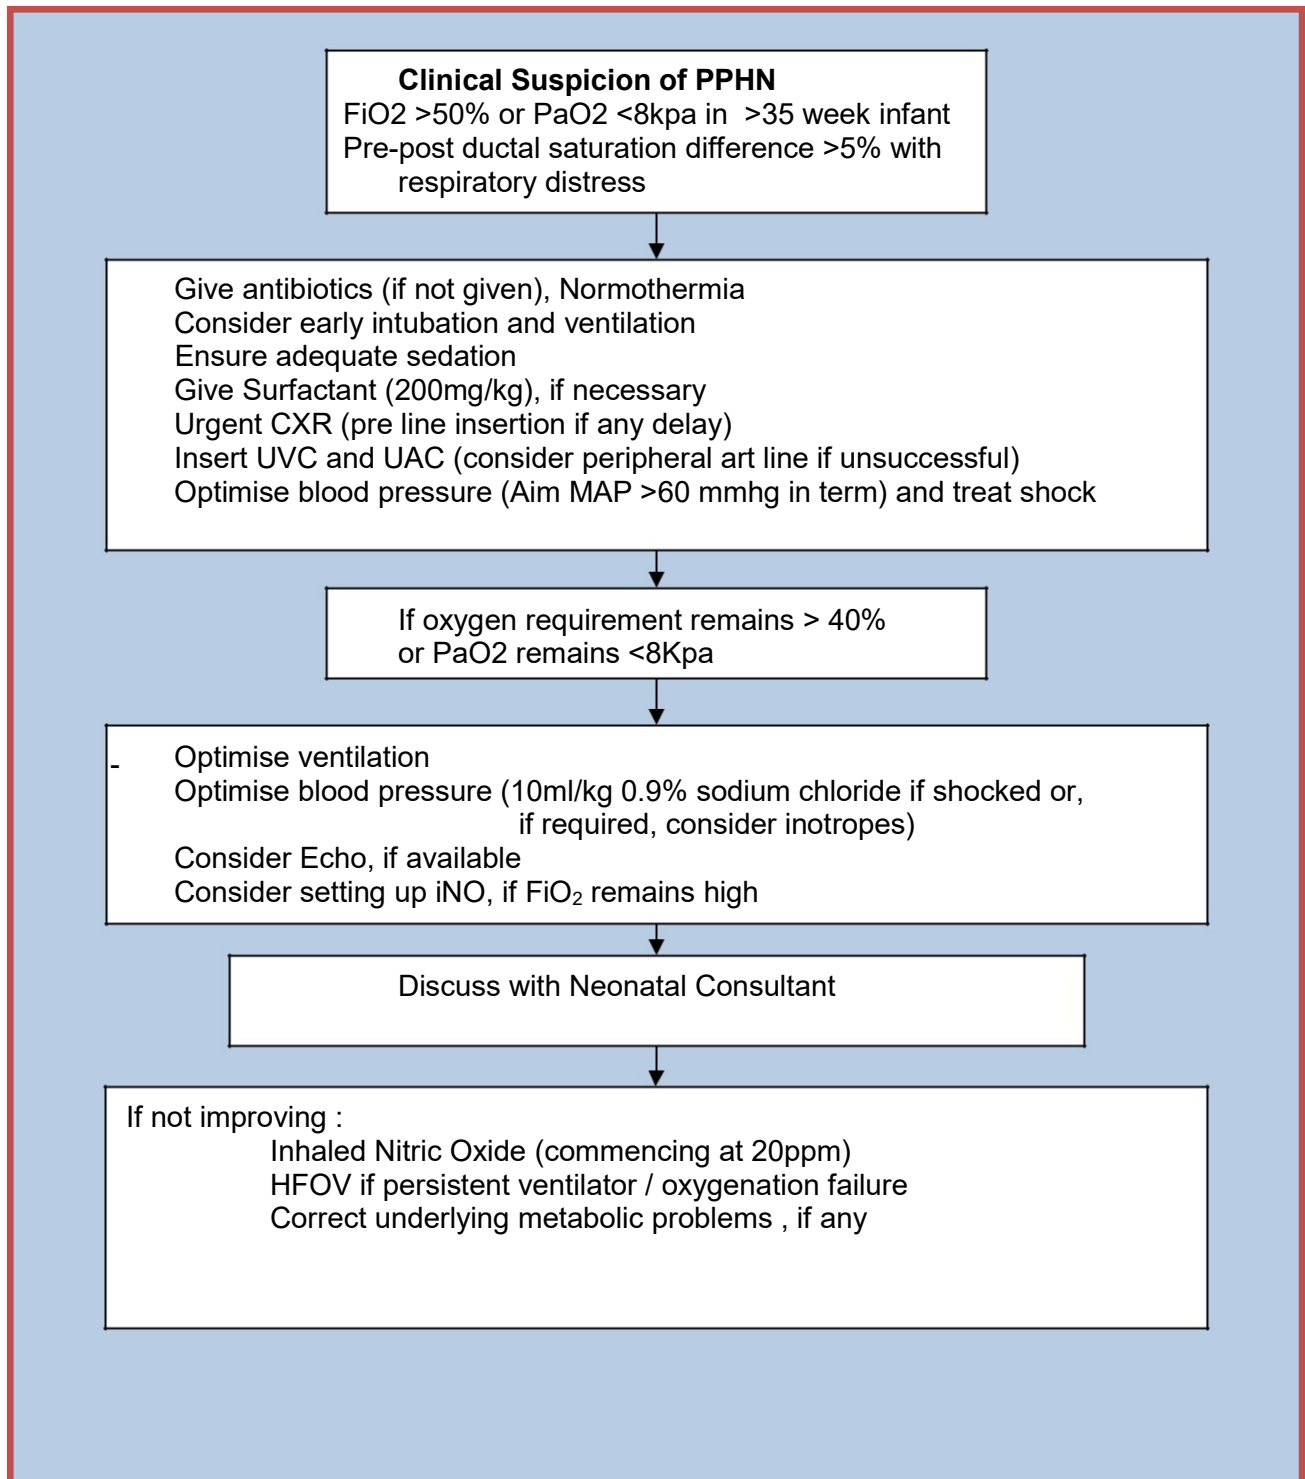 Clinical Suspicion of PPHN
FiO2 >50% or PaO2 <8kpa in >35 week infant
Pre-post ductal saturation difference >5% with
respiratory distress
Give antibiotics (if not given), Normothermia
Consider early intubation and ventilation
Ensure adequate sedation
Give Surfactant (200mg/kg), if necessary
Urgent CXR (pre line insertion if any delay)
Insert UVC and UAC (consider peripheral art line if unsuccessful)
Optimise blood pressure (Aim MAP >60 mmhg in term) and treat shock
If oxygen requirement remains > 40%
or PaO2 remains <8Kpa
- Optimise ventilation
Optimise blood pressure (10ml/kg 0.9% sodium chloride if shocked or,
if required, consider inotropes)
Consider Echo, if available
Consider setting up iNO, if FiO₂ remains high
Discuss with Neonatal Consultant
If not improving :
Inhaled Nitric Oxide (commencing at 20ppm)
HFOV if persistent ventilator / oxygenation failure
Correct underlying metabolic problems , if any